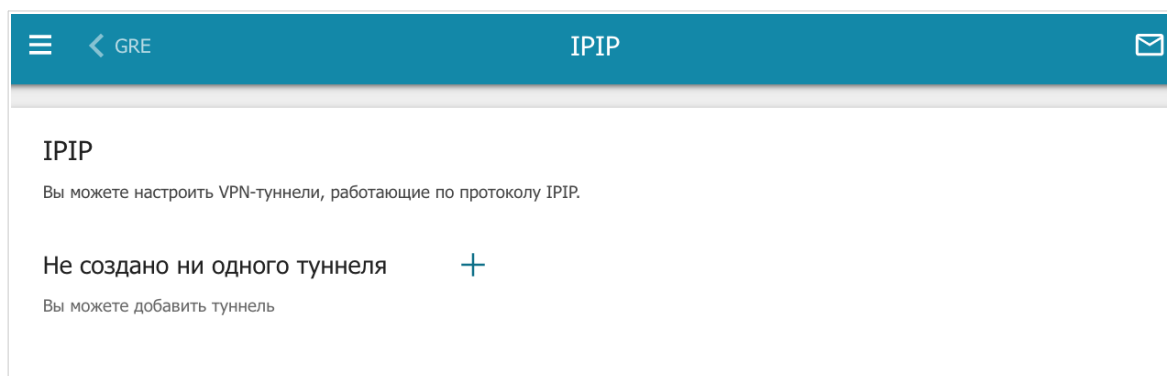 GRE
IPIP
IPIP
Вы можете настроить VPN-туннели, работающие по протоколу IPIP.
Не создано ни одного туннеля
Вы можете добавить туннель